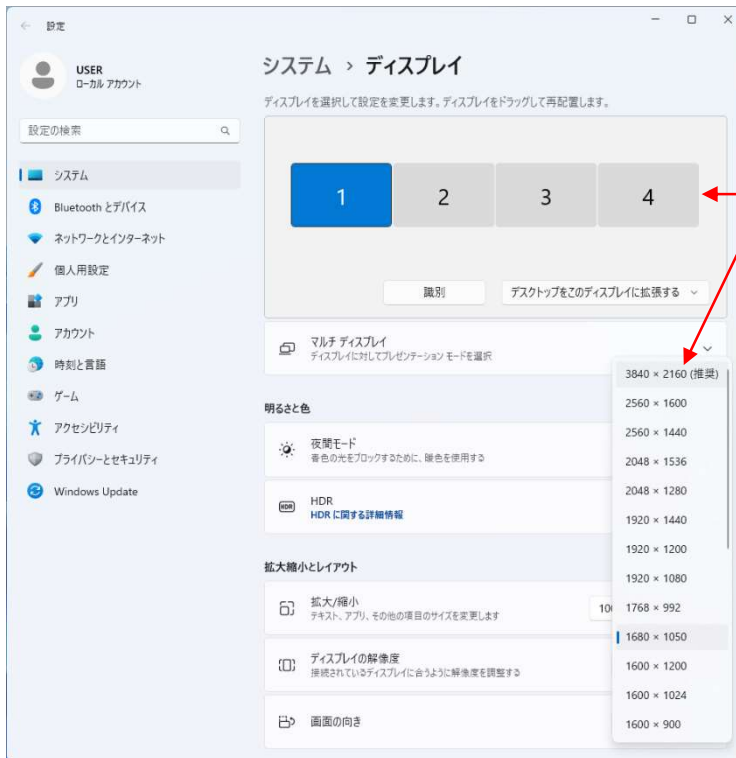 設定
USER
ローカル アカウント
設定の検索
システム
Bluetooth とデバイス
ネットワークとインターネット
個人用設定
アプリ
アカウント
時刻と言語
ゲーム
アクセシビリティ
プライバシーとセキュリティ
Windows Update
システム › ディスプレイ
ディスプレイを選択して設定を変更します。ディスプレイをドラッグして再配置します。
1 2 3 4
識別 デスクトップをこのディスプレイに拡張する
マルチ ディスプレイ
ディスプレイに対してプレゼンテーション モードを選択
明るさと色
夜間モード
青色の光をブロックするために、暖色を使用する
HDR
HDR
HDR に関する詳細情報
拡大縮小とレイアウト
拡大/縮小
テキスト、アプリ、その他の項目のサイズを変更します
ディスプレイの解像度
接続されているディスプレイに合うように解像度を調整する
画面の向き
3840 × 2160 (推奨)
2560 × 1600
2560 × 1440
2048 × 1536
2048 × 1280
1920 × 1440
1920 × 1200
1920 × 1080
1768 × 992
1680 × 1050
1600 × 1200
1600 × 1024
1600 × 900